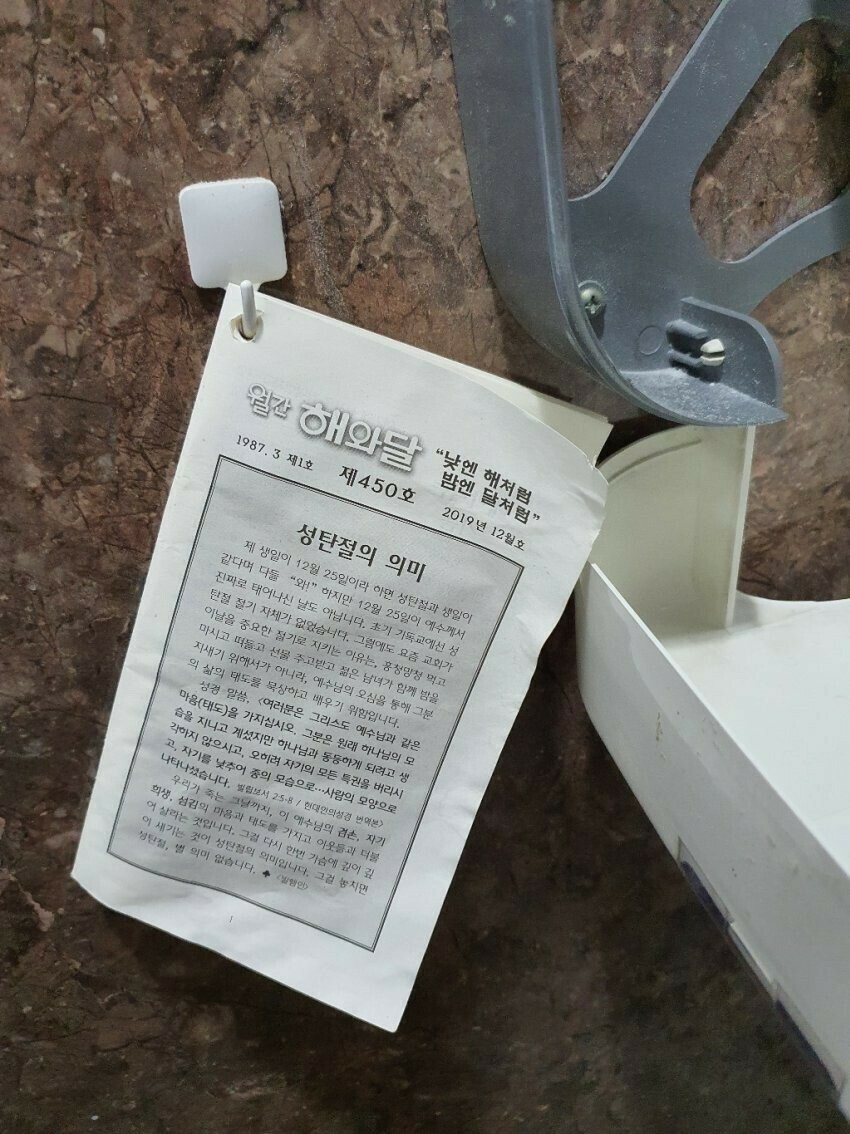 월간 해와달
"낮엔 해처럼
밤엔 달처럼"
1987. 3 제1호
제450호
2019년 12월호
성탄절의 의미
제 생일이 12월 25일이라 하면 성탄절과 생일이
같다며 다들 "와!" 하지만 12월 25일이 예수께서
진짜로 태어나신 날도 아닙니다. 초기 기독교에선 성
탄절 절기 자체가 없었습니다. 그럼에도 요즘 교회가
이날을 중요한 절기로 지키는 이유는, 흥청망청 먹고
마시고 떠들고 선물 주고받고 젊은 남녀가 함께 밤을
지새기 위해서가 아니라, 예수님의 오심을 통해 그분
의 삶의 태도를 묵상하고 배우기 위함입니다.
성경 말씀, <여러분은 그리스도 예수님과 같은
마음(태도)을 가지십시오. 그분은 원래 하나님의 모
습을 지니고 계셨지만 하나님과 동등하게 되려고 생
각하지 않으시고, 오히려 자기의 모든 특권을 버리시
고, 자기를 낮추어 종의 모습으로…사람의 모양으로
나타나셨습니다. 빌립보서 2:5-8 / 현대인의성경 번역본>
우리가 죽는 그날까지, 이 예수님의 겸손, 자기
희생, 섬김의 마음과 태도를 가지고 이웃들과 더불
어 살라는 것입니다. 그걸 다시 한번 가슴에 깊이 깊
이 새기는 것이 성탄절의 의미입니다. 그걸 놓치면
성탄절, 별 의미 없습니다. ◆
1